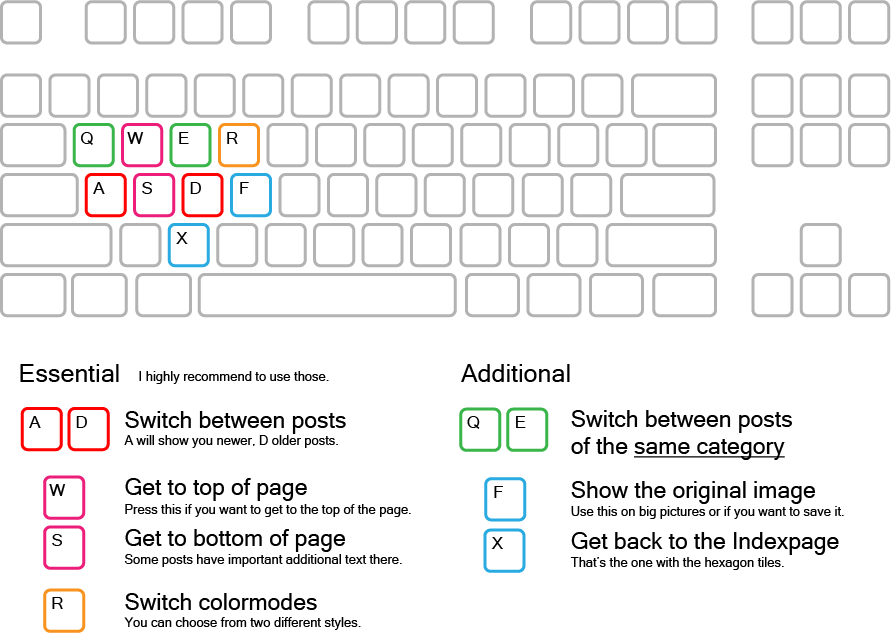 Q W E R
A S D F
X
Essential I highly recommend to use those.
A D Switch between posts
A will show you newer, D older posts.
W Get to top of page
Press this if you want to get to the top of the page.
S Get to bottom of page
Some posts have important additional text there.
R Switch colormodes
You can choose from two different styles.
Additional
Q E Switch between posts
of the same category
F Show the original image
Use this on big pictures or if you want to save it.
X Get back to the Indexpage
That's the one with the hexagon tiles.